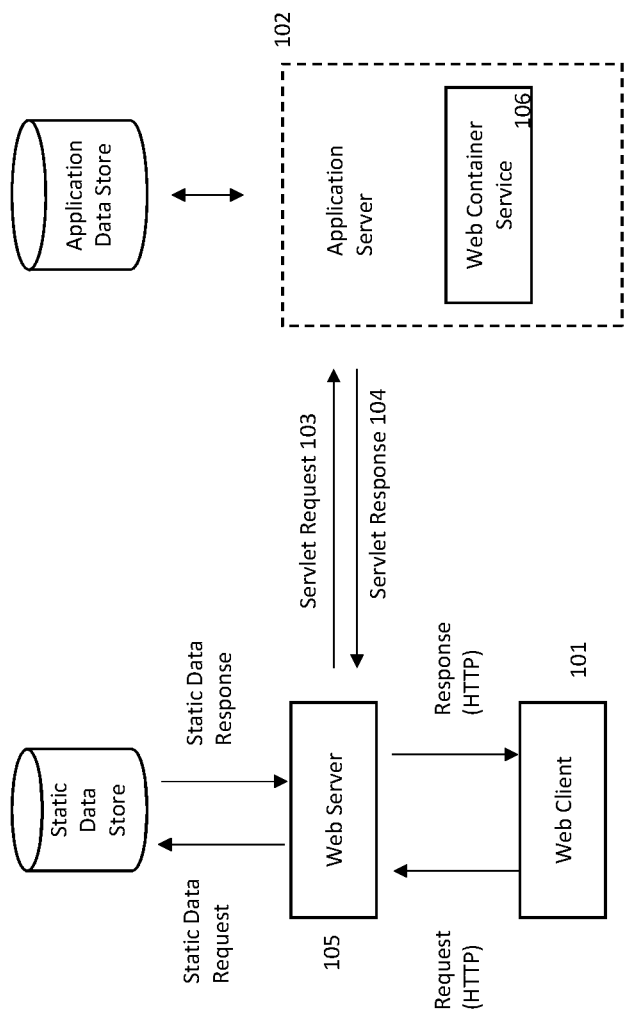 Static Data
Request
Static
Data
Store
Static Data
Response
Application
Data Store
105
Web Server
Servlet Request 103
Servlet Response 104
102
Application
Server
Web Container
Service
106
Request
(HTTP)
Response
(HTTP)
Web Client
101